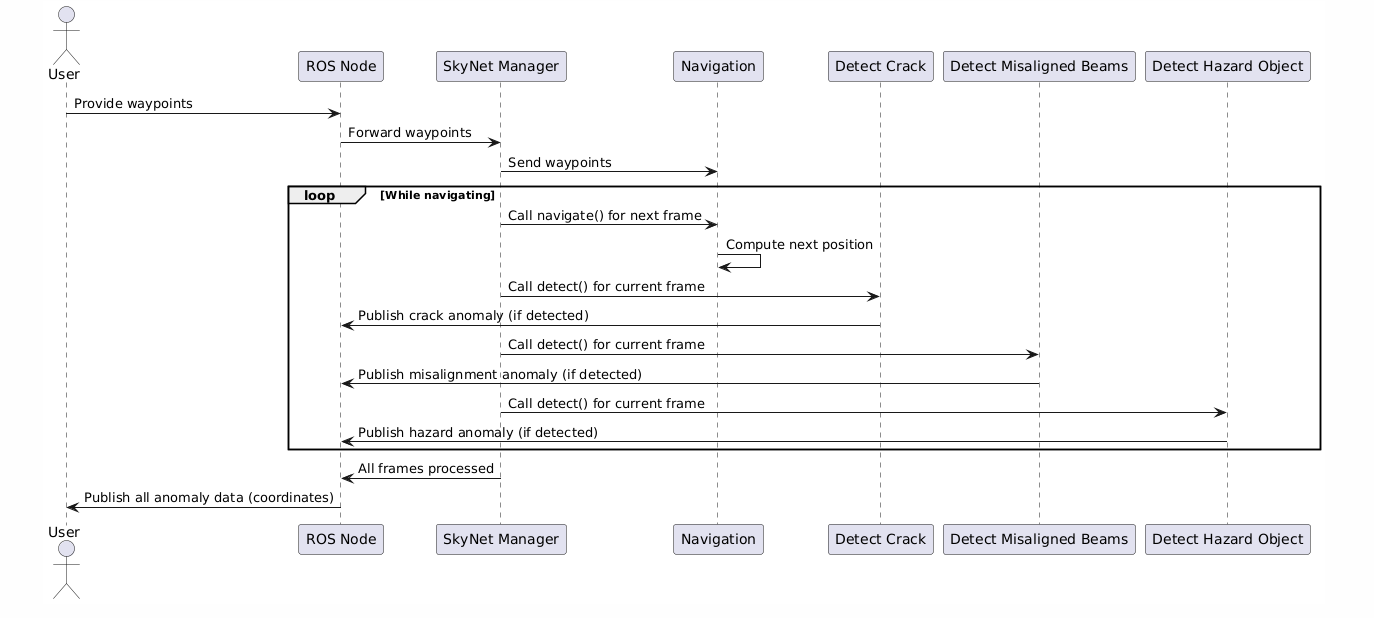 User
ROS Node
SkyNet Manager
Navigation
Detect Crack
Detect Misaligned Beams
Detect Hazard Object
Provide waypoints
Forward waypoints
Send waypoints
loop [While navigating]
Call navigate() for next frame
Compute next position
Call detect() for current frame
Publish crack anomaly (if detected)
Call detect() for current frame
Publish misalignment anomaly (if detected)
Call detect() for current frame
Publish hazard anomaly (if detected)
All frames processed
Publish all anomaly data (coordinates)
User
ROS Node
SkyNet Manager
Navigation
Detect Crack
Detect Misaligned Beams
Detect Hazard Object